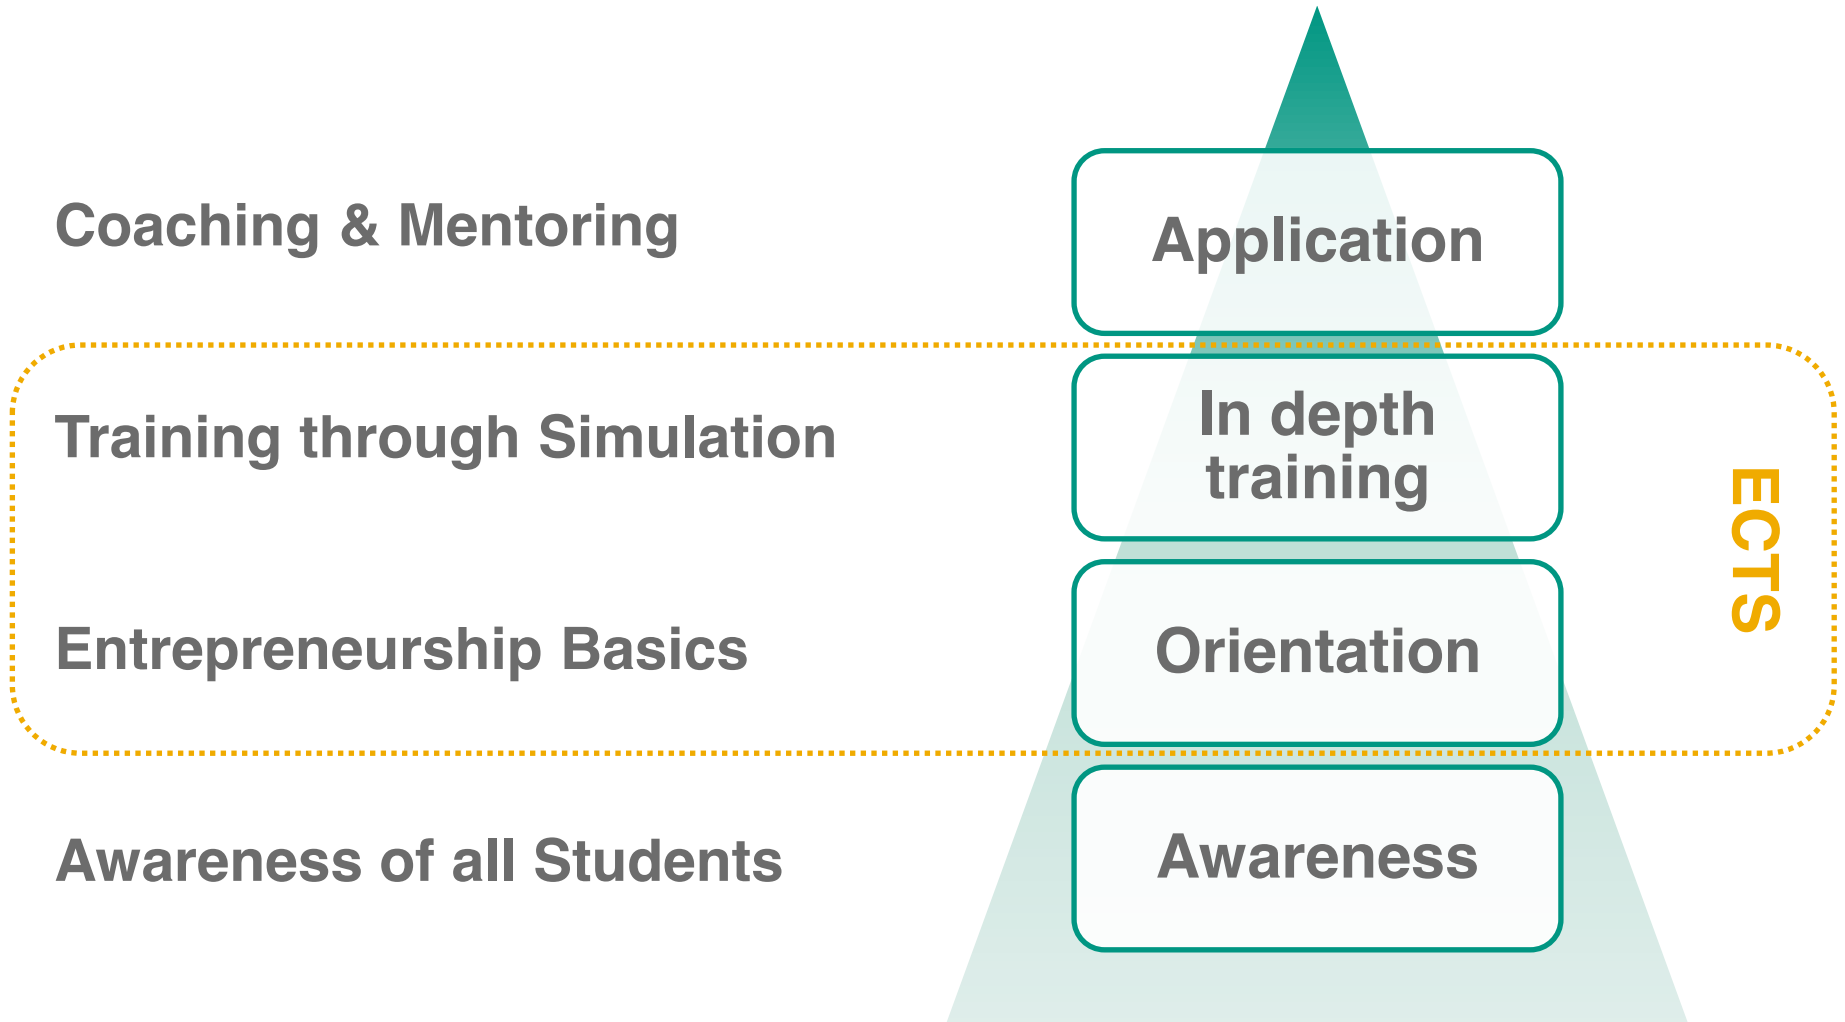 Coaching & Mentoring
Application
Training through Simulation
In depth
training
ECTS
Entrepreneurship Basics
Orientation
Awareness of all Students
Awareness